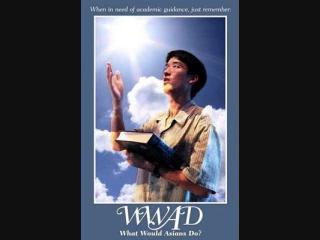 When in need of academic guidance, just remember:
WWAD
What Would Asians Do?